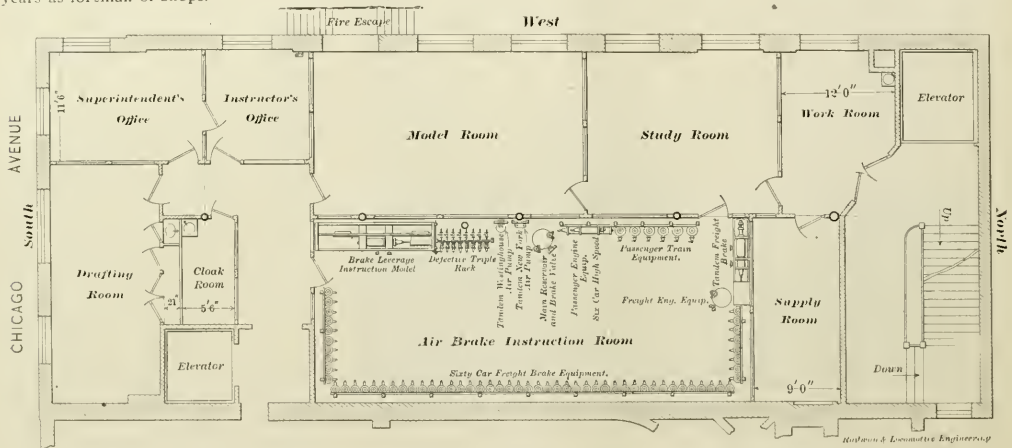 years as foreman of shops.
Fire Escape
West
Superintendent's
Office
11'6"
Instructor's
Office
Model Room
Study Room
12'0"
Work Room
Elevator
CHICAGO AVENUE
South
North
Up
Drafting
Room
Cloak
Room
21"
5'6"
Elevator
Brake Leverage
Instruction Model
Defective Triple
Rack
Tandem Westinghouse
Air Pump
Tandem New York
Air Pump
Main Reservoir
and Brake Valve
Passenger Engine
Equip.
Six Car High Speed
Passenger Train
Equipment.
Tandem Freight
Brake
Freight Eng. Equip.
Supply
Room
9'0"
Down
Air Brake Instruction Room
Sixty Car Freight Brake Equipment.
Railway & Locomotive Engineering